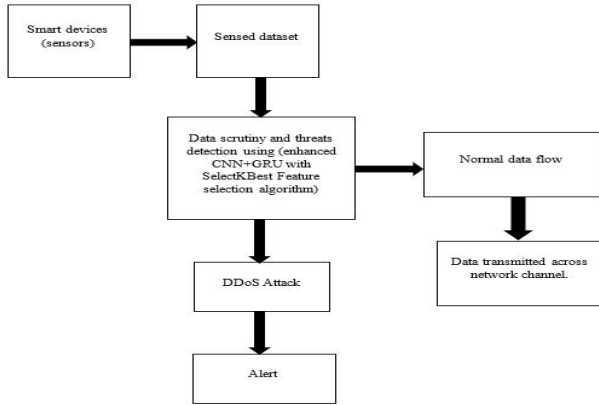 Smart devices
(sensors)
Sensed dataset
Data scrutiny and threats
detection using (enhanced
CNN+GRU with
SelectKBest Feature
selection algorithm)
Normal data flow
Data transmitted across
network channel.
DDoS Attack
Alert